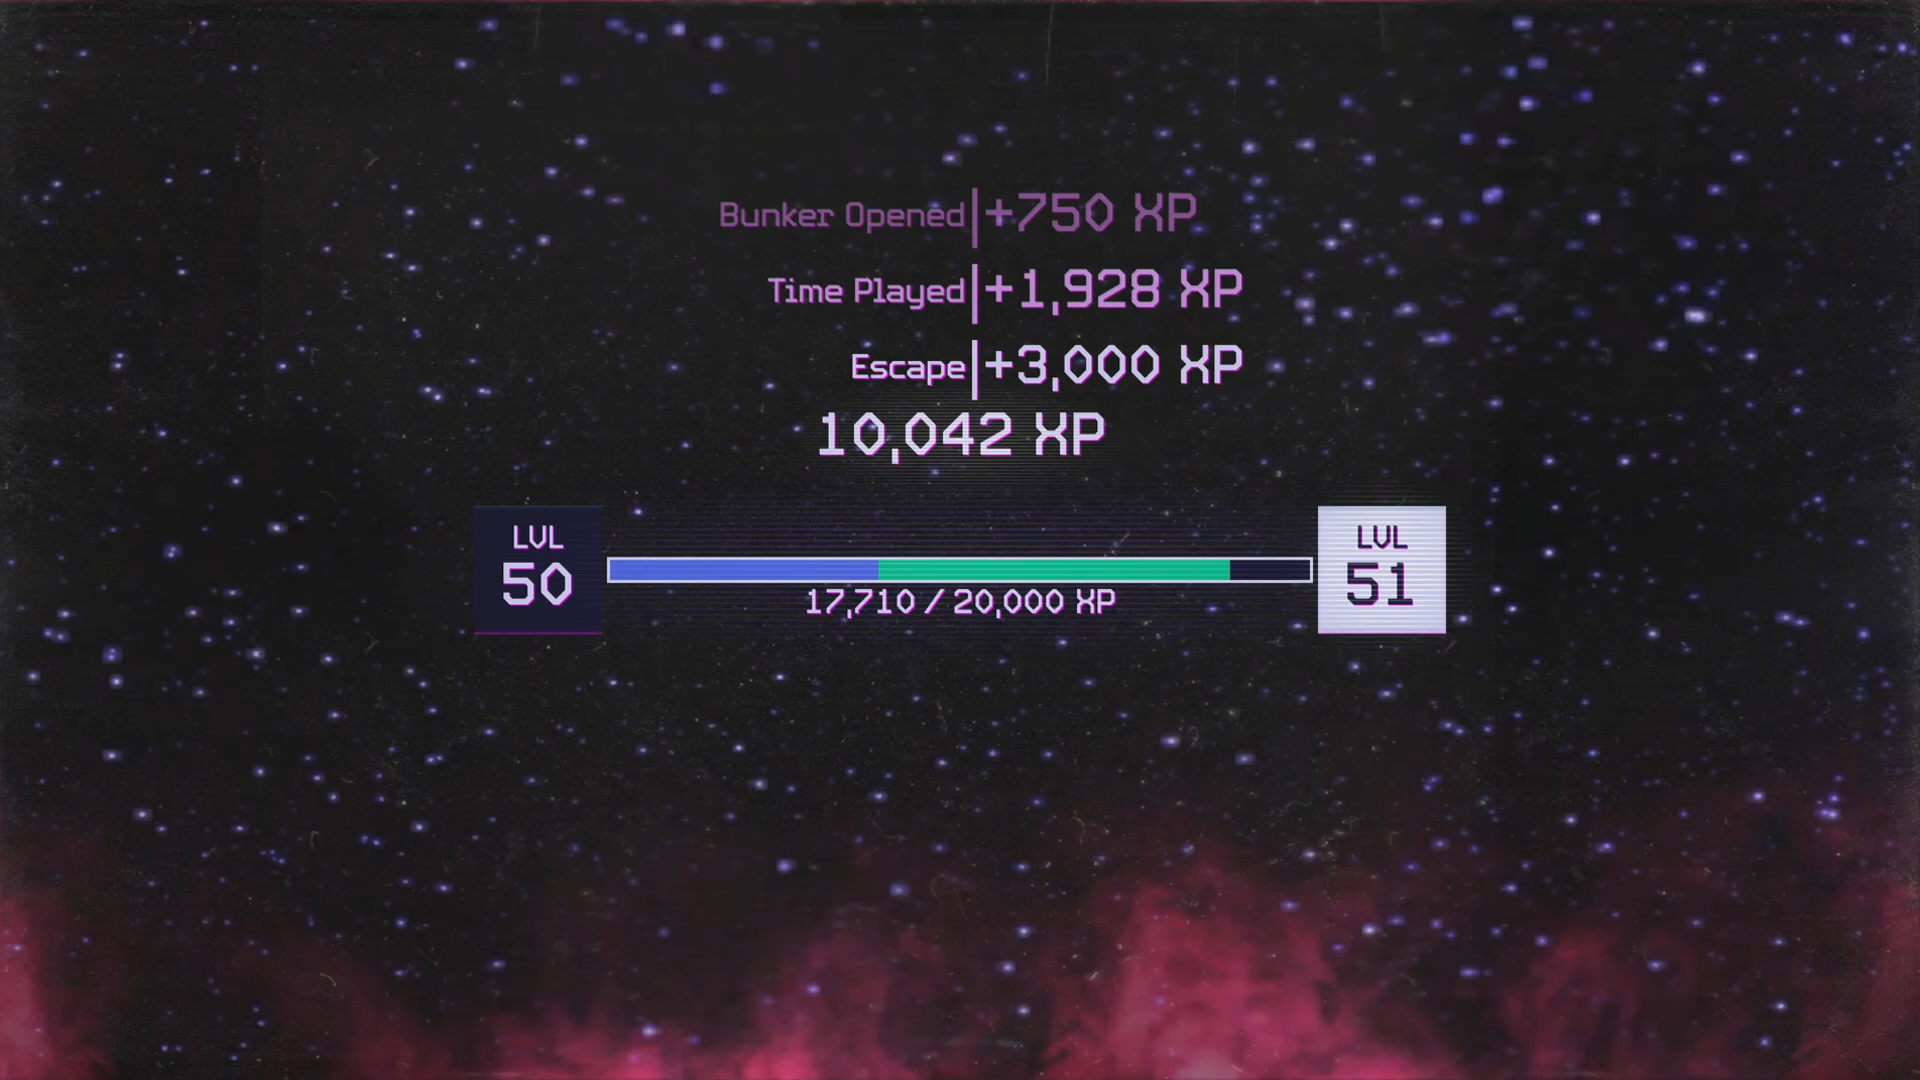 Bunker Opened +750 XP
Time Played +1,928 XP
Escape +3,000 XP
10,042 XP
LVL 50
LVL 51
17,710 / 20,000 XP